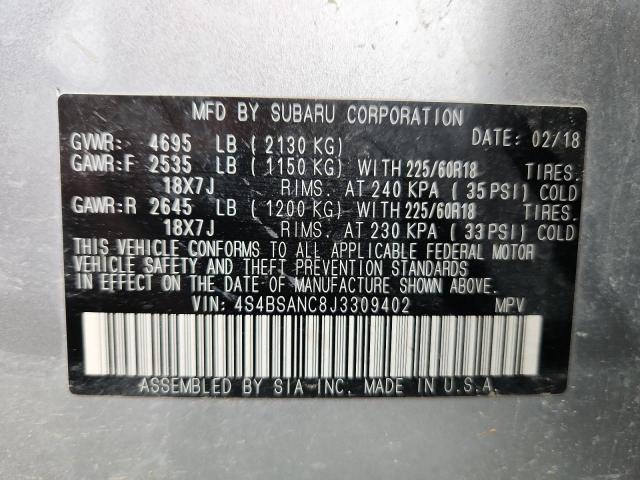 MFD BY SUBARU CORPORATION
GVWR: 4695 LB ( 2130 KG) DATE: 02/18
GAWR:F 2535 LB ( 1150 KG) WITH 225/60R18 TIRES.
18X7J RIMS. AT 240 KPA ( 35 PSI) COLD
GAWR:R 2645 LB ( 1200 KG) WITH 225/60R18 TIRES.
18X7J RIMS. AT 230 KPA ( 33 PSI) COLD
THIS VEHICLE CONFORMS TO ALL APPLICABLE FEDERAL MOTOR
VEHICLE SAFETY AND THEFT PREVENTION STANDARDS
IN EFFECT ON THE DATE OF MANUFACTURE SHOWN ABOVE.
VIN: 4S4BSANC8J3309402 MPV
ASSEMBLED BY SIA INC. MADE IN U.S.A.